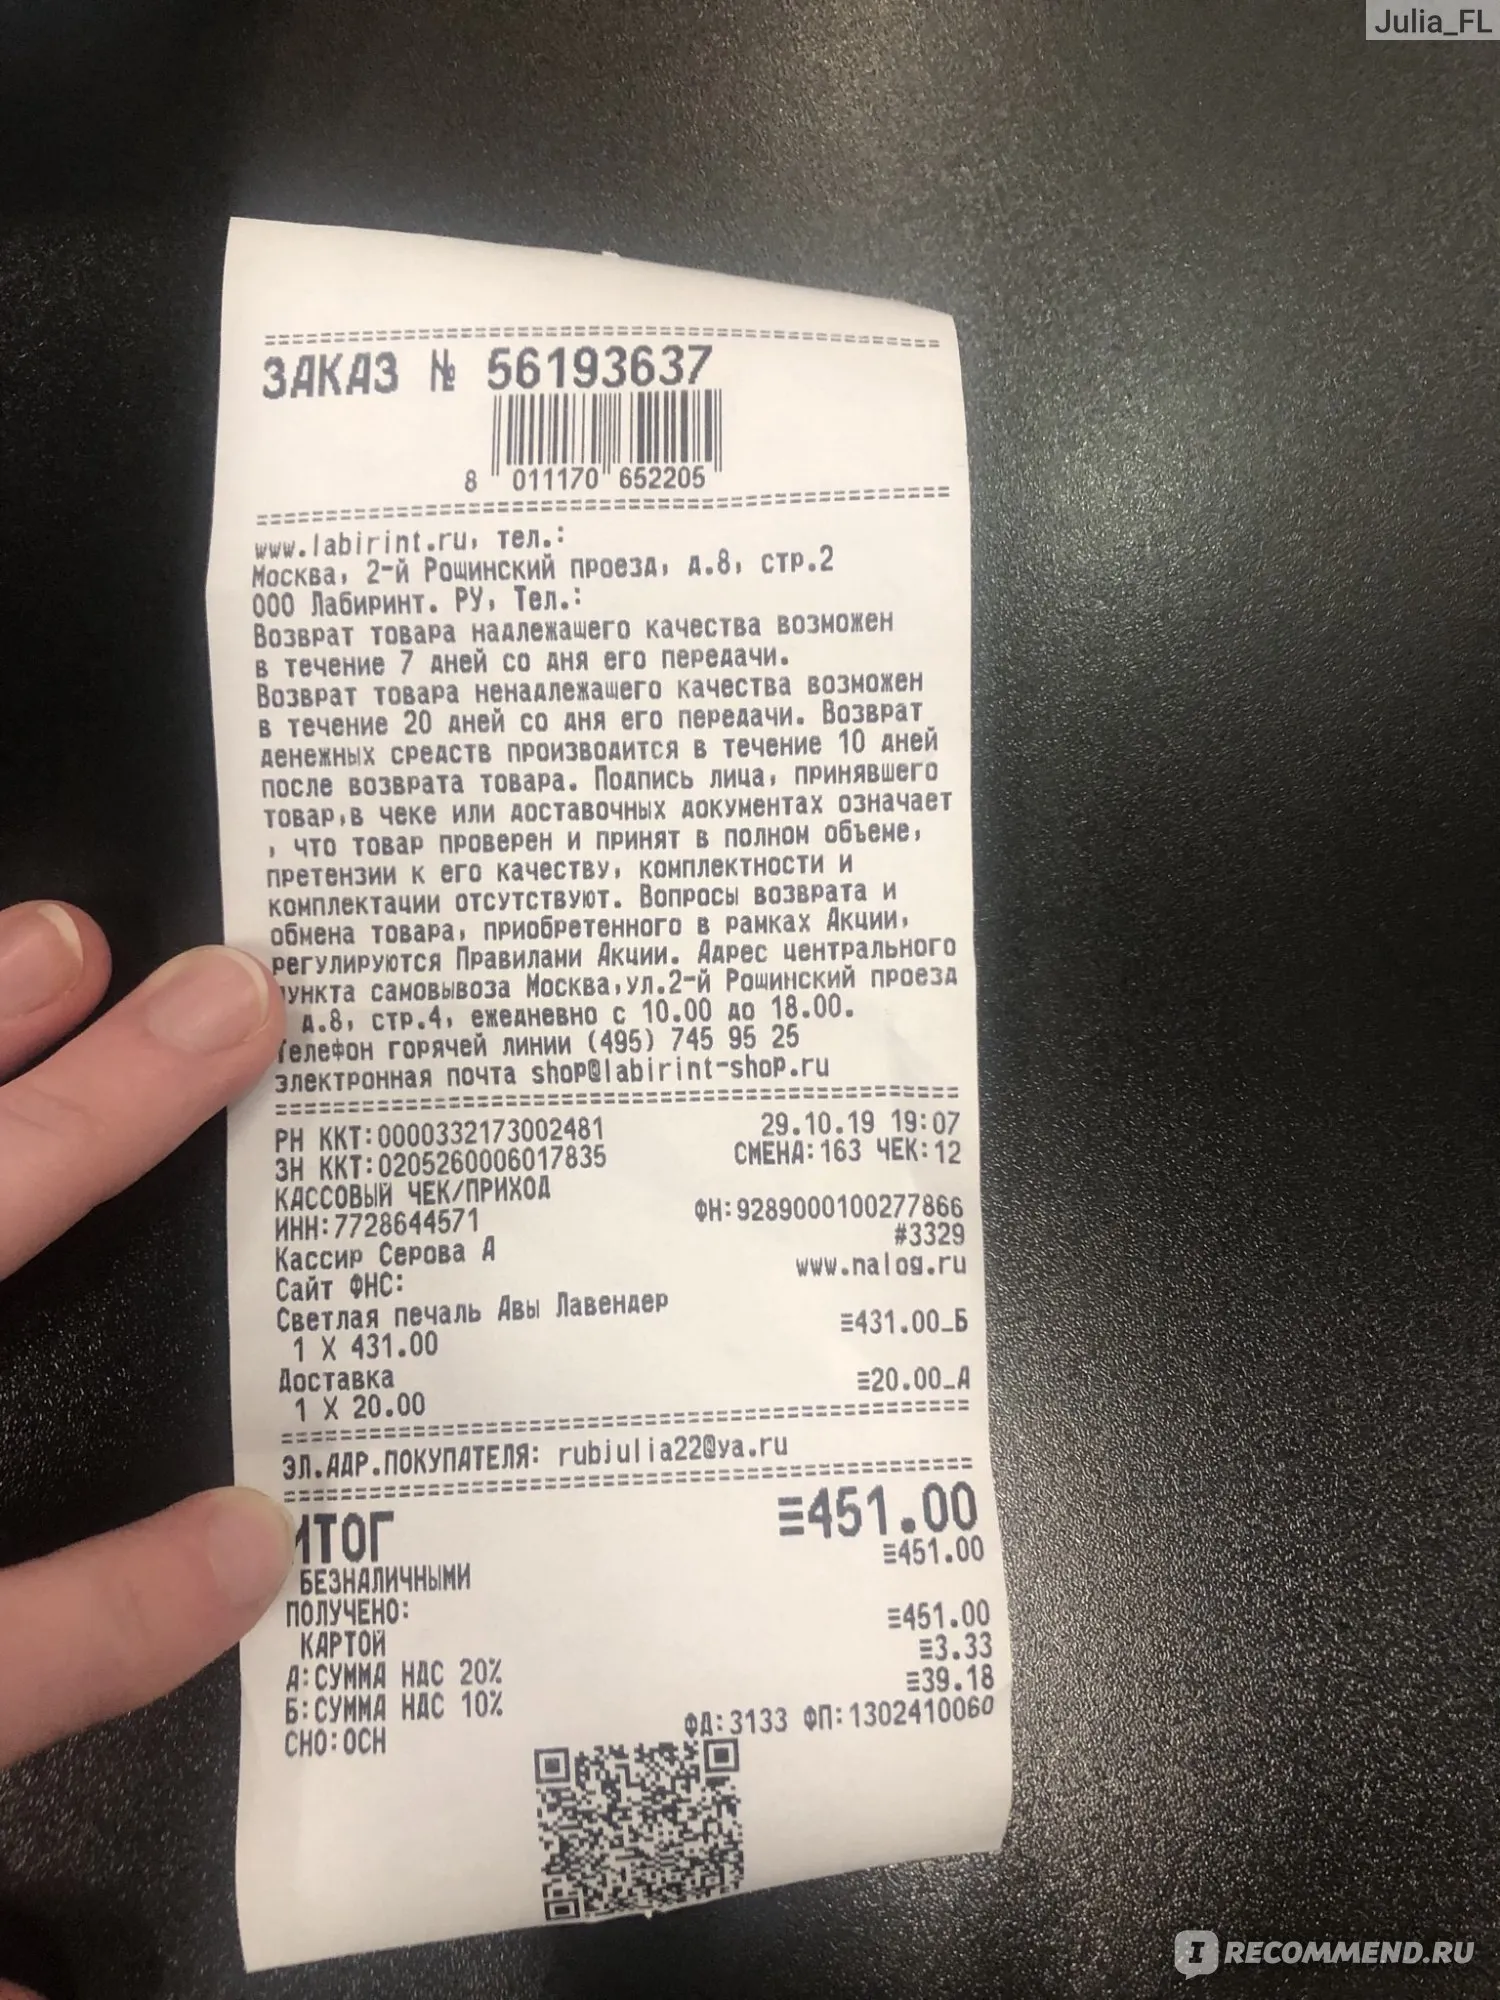 Julia_FL
ЗАКАЗ № 56193637
8 011170 652205
www.labirint.ru, тел.:
Москва, 2-й Рощинский проезд, д.8, стр.2
ООО Лабиринт. РУ, Тел.:
Возврат товара надлежащего качества возможен
в течение 7 дней со дня его передачи.
Возврат товара ненадлежащего качества возможен
в течение 20 дней со дня его передачи. Возврат
денежных средств производится в течение 10 дней
после возврата товара. Подпись лица, принявшего
товар,в чеке или доставочных документах означает
, что товар проверен и принят в полном объеме,
претензии к его качеству, комплектности и
комплектации отсутствуют. Вопросы возврата и
обмена товара, приобретенного в рамках Акции,
регулируются Правилами Акции. Адрес центрального
пункта самовывоза Москва,ул.2-й Рощинский проезд
д.8, стр.4, ежедневно с 10.00 до 18.00.
Телефон горячей линии (495) 745 95 25
электронная почта shop@labirint-shop.ru
РН ККТ:0000332173002481 29.10.19 19:07
ЗН ККТ:0205260006017835 СМЕНА:163 ЧЕК:12
КАССОВЫЙ ЧЕК/ПРИХОД
ИНН:7728644571 ФН:9289000100277866
Кассир Серова А #3329
Сайт ФНС: www.nalog.ru
Светлая печаль Авы Лавендер
1 X 431.00 ≡431.00_Б
Доставка
1 X 20.00 ≡20.00_А
ЭЛ.АДР.ПОКУПАТЕЛЯ: rubjulia22@ya.ru
ИТОГ ≡451.00
БЕЗНАЛИЧНЫМИ ≡451.00
ПОЛУЧЕНО:
КАРТОЙ ≡451.00
А:СУММА НДС 20% ≡3.33
Б:СУММА НДС 10% ≡39.18
СНО:ОСН ФД:3133 ФП:1302410060
IRECOMMEND.RU